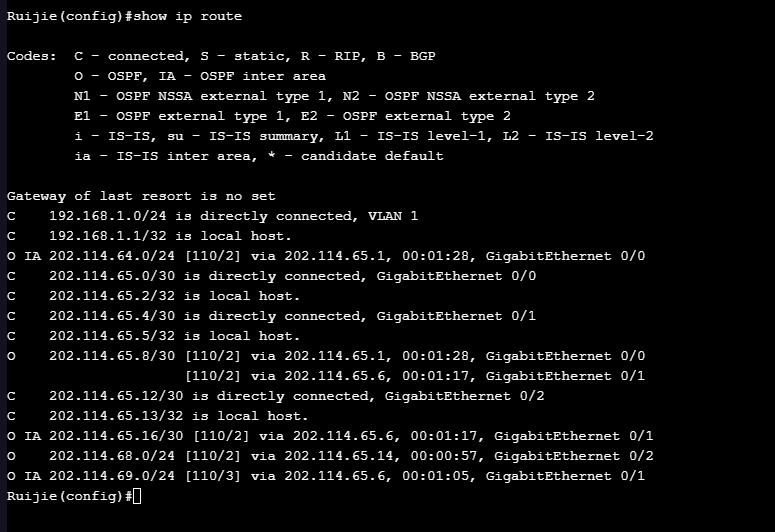 Ruijie(config)#show ip route
Codes:  C - connected, S - static, R - RIP, B - BGP
        O - OSPF, IA - OSPF inter area
        N1 - OSPF NSSA external type 1, N2 - OSPF NSSA external type 2
        E1 - OSPF external type 1, E2 - OSPF external type 2
        i - IS-IS, su - IS-IS summary, L1 - IS-IS level-1, L2 - IS-IS level-2
        ia - IS-IS inter area, * - candidate default
Gateway of last resort is no set
C    192.168.1.0/24 is directly connected, VLAN 1
C    192.168.1.1/32 is local host.
O IA 202.114.64.0/24 [110/2] via 202.114.65.1, 00:01:28, GigabitEthernet 0/0
C    202.114.65.0/30 is directly connected, GigabitEthernet 0/0
C    202.114.65.2/32 is local host.
C    202.114.65.4/30 is directly connected, GigabitEthernet 0/1
C    202.114.65.5/32 is local host.
O    202.114.65.8/30 [110/2] via 202.114.65.1, 00:01:28, GigabitEthernet 0/0
                     [110/2] via 202.114.65.6, 00:01:17, GigabitEthernet 0/1
C    202.114.65.12/30 is directly connected, GigabitEthernet 0/2
C    202.114.65.13/32 is local host.
O IA 202.114.65.16/30 [110/2] via 202.114.65.6, 00:01:17, GigabitEthernet 0/1
O    202.114.68.0/24 [110/2] via 202.114.65.14, 00:00:57, GigabitEthernet 0/2
O IA 202.114.69.0/24 [110/3] via 202.114.65.6, 00:01:05, GigabitEthernet 0/1
Ruijie(config)#